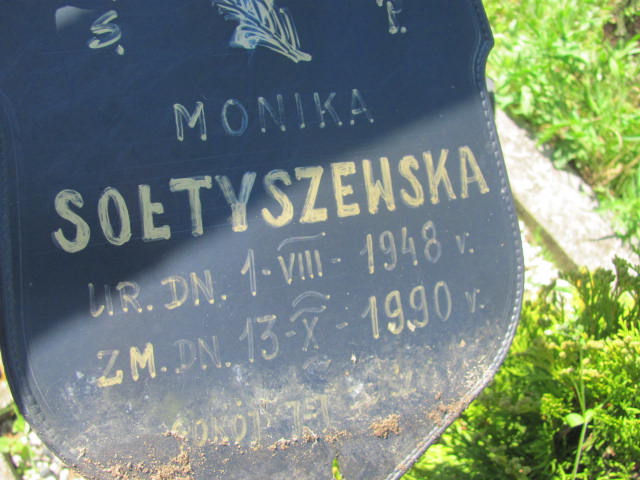 Ś. P.
MONIKA
SOŁTYSZEWSKA
UR. DN. 1-VIII-1948 r.
ZM. DN. 13-X-1990 r.